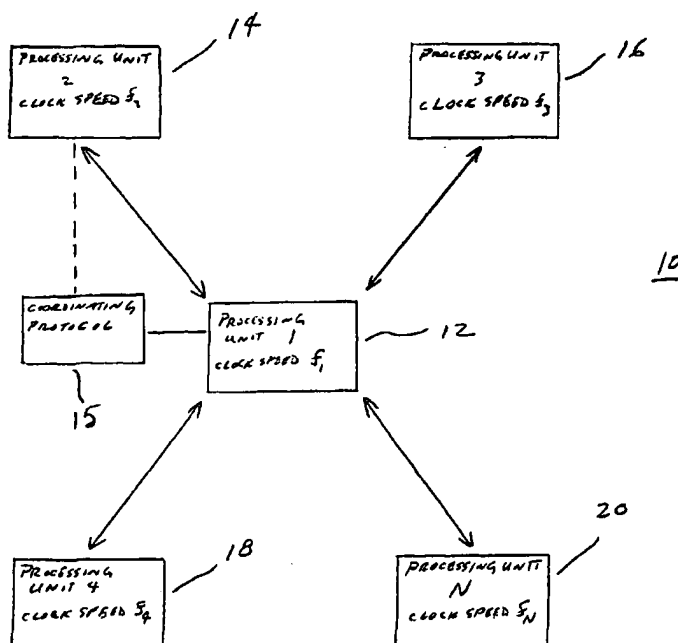 14
PROCESSING UNIT
2
CLOCK SPEED f₂
16
PROCESSING UNIT
3
CLOCK SPEED f₃
10
COORDINATING
PROTOCOL
15
PROCESSING
UNIT 1
CLOCK SPEED f₁
12
18
PROCESSING
UNIT 4
CLOCK SPEED f₄
20
PROCESSING UNIT
N
CLOCK SPEED f_N